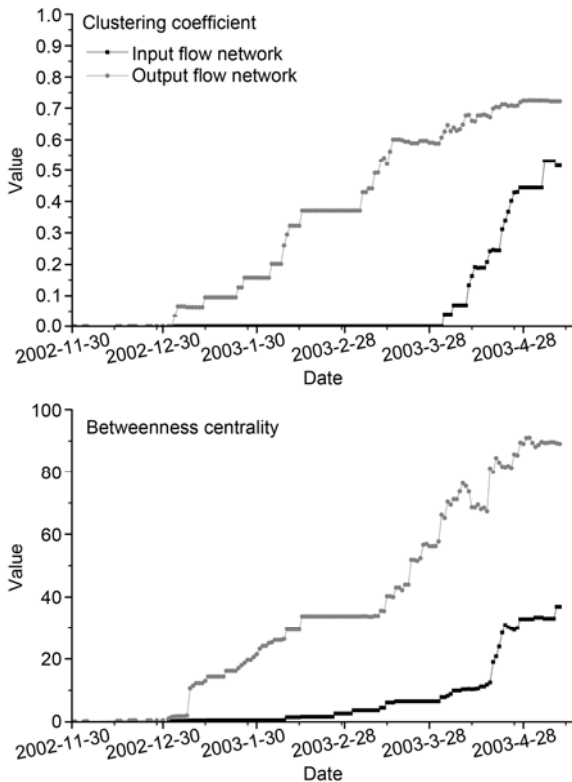 Clustering coefficient
Input flow network
Output flow network
1.0
0.9
0.8
0.7
0.6
0.5
0.4
0.3
0.2
0.1
0.0
Value
2002-11-30 2002-12-30 2003-1-30 2003-2-28 2003-3-28 2003-4-28
Date
Betweenness centrality
100
80
60
40
20
0
Value
2002-11-30 2002-12-30 2003-1-30 2003-2-28 2003-3-28 2003-4-28
Date